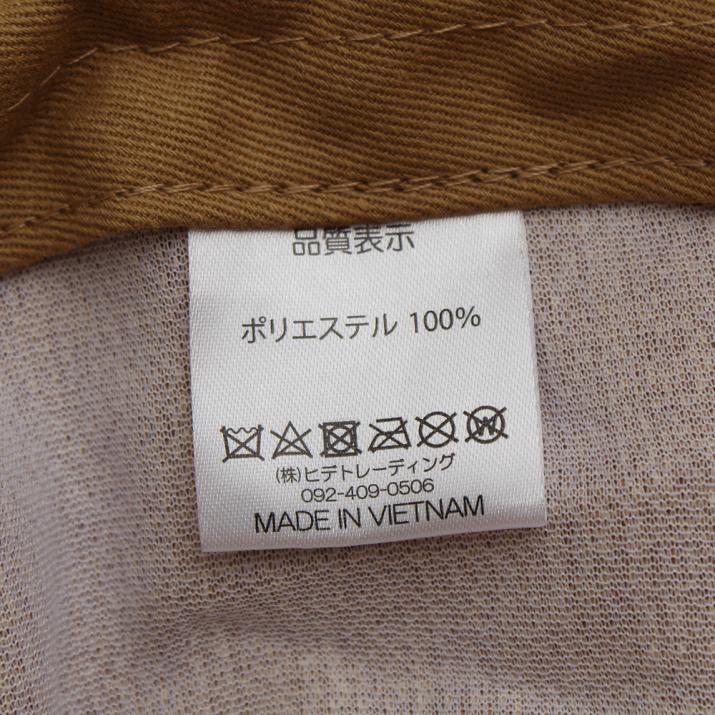 品質表示
ポリエステル 100%
W
(株)ヒデトレーディング
092-409-0506
MADE IN VIETNAM